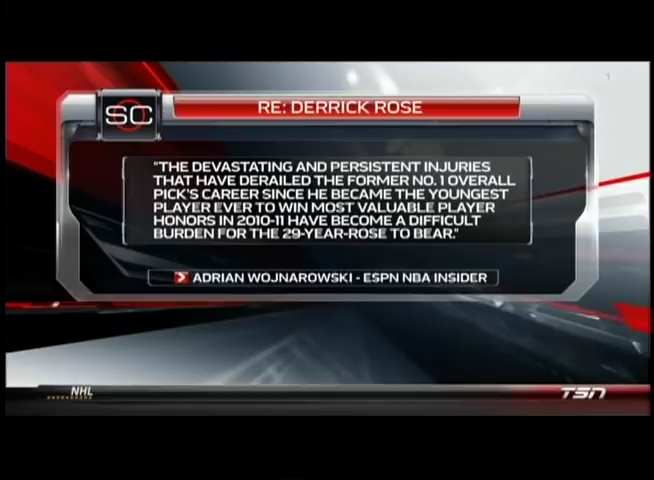 SC
RE: DERRICK ROSE
"THE DEVASTATING AND PERSISTENT INJURIES
THAT HAVE DERAILED THE FORMER NO. 1 OVERALL
PICK'S CAREER SINCE HE BECAME THE YOUNGEST
PLAYER EVER TO WIN MOST VALUABLE PLAYER
HONORS IN 2010-11 HAVE BECOME A DIFFICULT
BURDEN FOR THE 29-YEAR-ROSE TO BEAR."
ADRIAN WOJNAROWSKI - ESPN NBA INSIDER
NHL
TSN